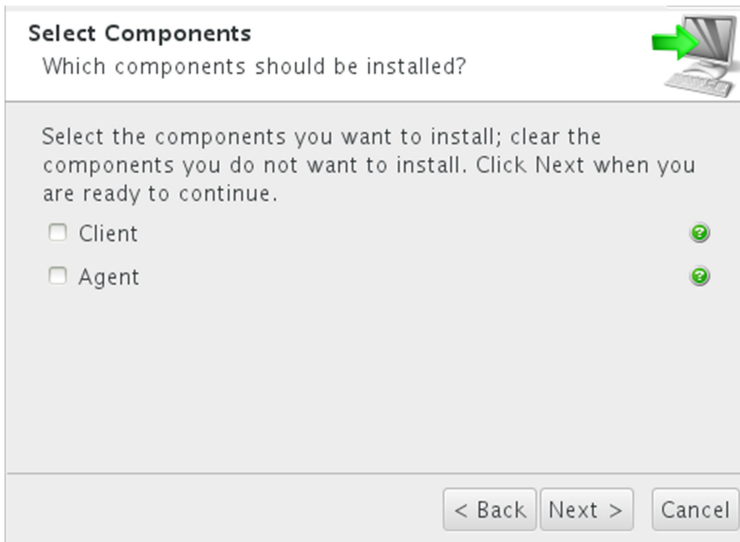 Select Components
Which components should be installed?
Select the components you want to install; clear the
components you do not want to install. Click Next when you
are ready to continue.
Client
Agent
< Back Next > Cancel